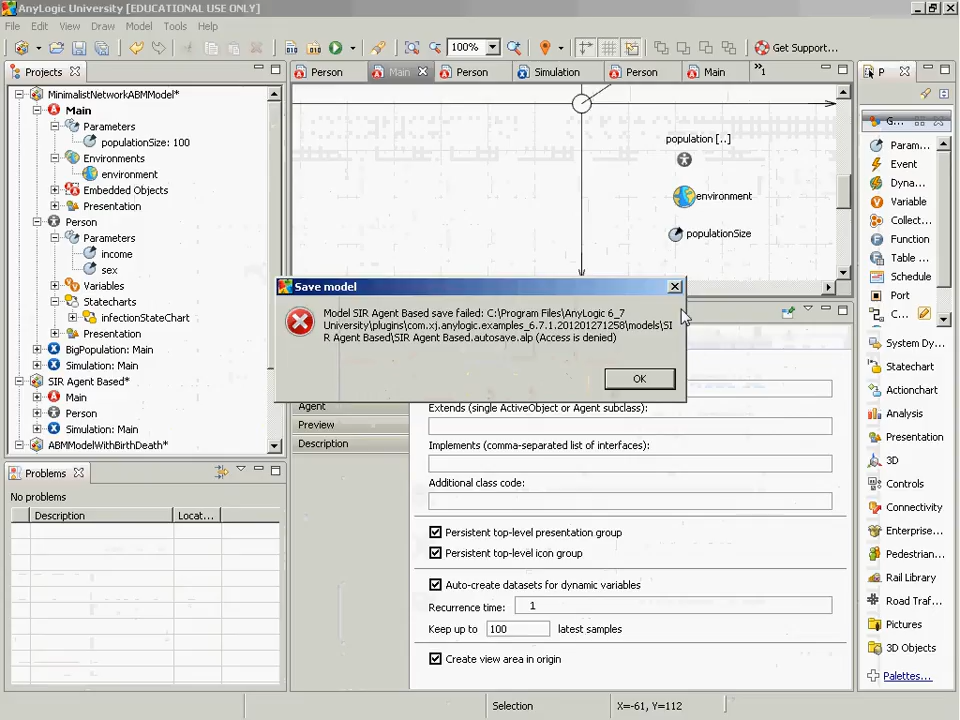 AnyLogic University [EDUCATIONAL USE ONLY]
File Edit View Draw Model Tools Help
100% Get Support...
Projects
Person Main Person Simulation Person Main »1 P
MinimalistNetworkABMModel*
Main
Parameters
populationSize: 100
Environments
environment
Embedded Objects
Presentation
Person
Parameters
income
sex
Variables
Statecharts
infectionStateChart
Presentation
BigPopulation: Main
Simulation: Main
SIR Agent Based*
Main
Person
Simulation: Main
ABMModelWithBirthDeath*
population [..]
environment
populationSize
G...
Param...
Event
Dyna...
Variable
Collect...
Function
Table ...
Schedule
Port
C...
System Dy...
Statechart
Actionchart
Analysis
Presentation
3D
Controls
Connectivity
Enterprise...
Pedestrian...
Rail Library
Road Traf...
Pictures
3D Objects
Palettes...
Save model
Model SIR Agent Based save failed: C:\Program Files\AnyLogic 6_7
University\plugins\com.xj.anylogic.examples_6.7.1.201201271258\models\SI
R Agent Based\SIR Agent Based.autosave.alp (Access is denied)
OK
Agent
Preview
Description
Extends (single ActiveObject or Agent subclass):
Implements (comma-separated list of interfaces):
Additional class code:
Persistent top-level presentation group
Persistent top-level icon group
Auto-create datasets for dynamic variables
Recurrence time: 1
Keep up to 100 latest samples
Create view area in origin
Problems
No problems
Description Locat...
Selection X=-61, Y=112